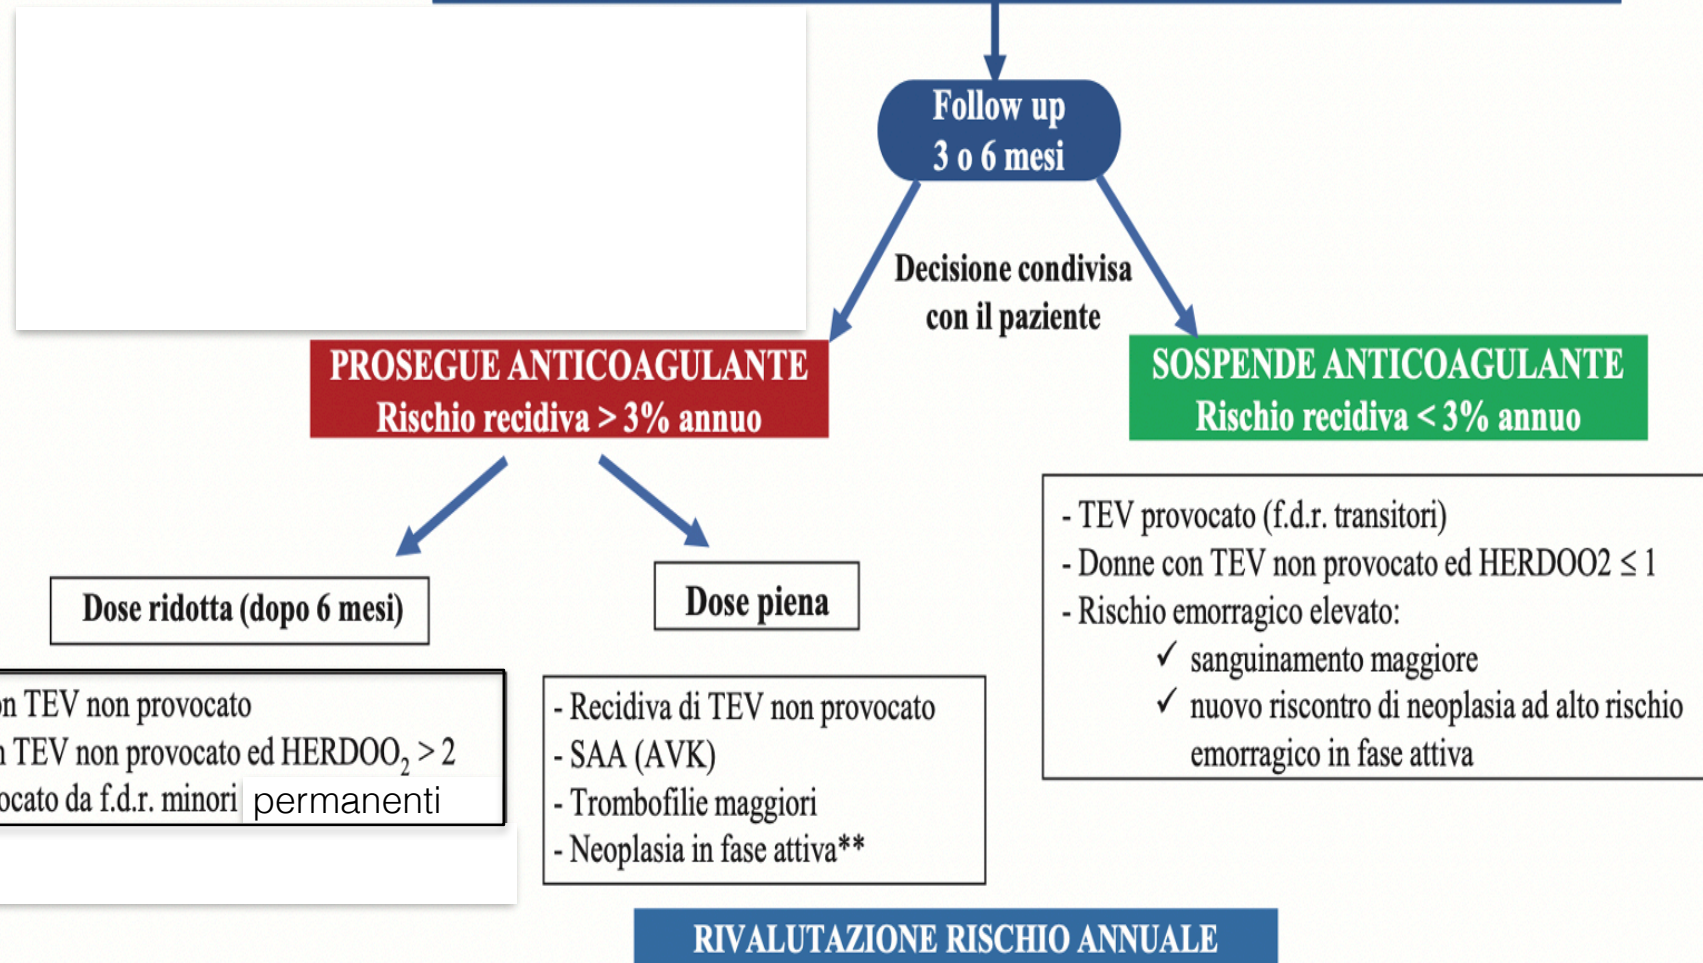 Follow up
3 o 6 mesi
Decisione condivisa
con il paziente
PROSEGUE ANTICOAGULANTE
Rischio recidiva > 3% annuo
SOSPENDE ANTICOAGULANTE
Rischio recidiva < 3% annuo
Dose ridotta (dopo 6 mesi)
TEV non provocato
TEV non provocato ed HERDOO₂ > 2
da f.d.r. minori permanenti
Dose piena
- Recidiva di TEV non provocato
- SAA (AVK)
- Trombofilie maggiori
- Neoplasia in fase attiva**
- TEV provocato (f.d.r. transitori)
- Donne con TEV non provocato ed HERDOO2 ≤ 1
- Rischio emorragico elevato:
✓ sanguinamento maggiore
✓ nuovo riscontro di neoplasia ad alto rischio
emorragico in fase attiva
RIVALUTAZIONE RISCHIO ANNUALE